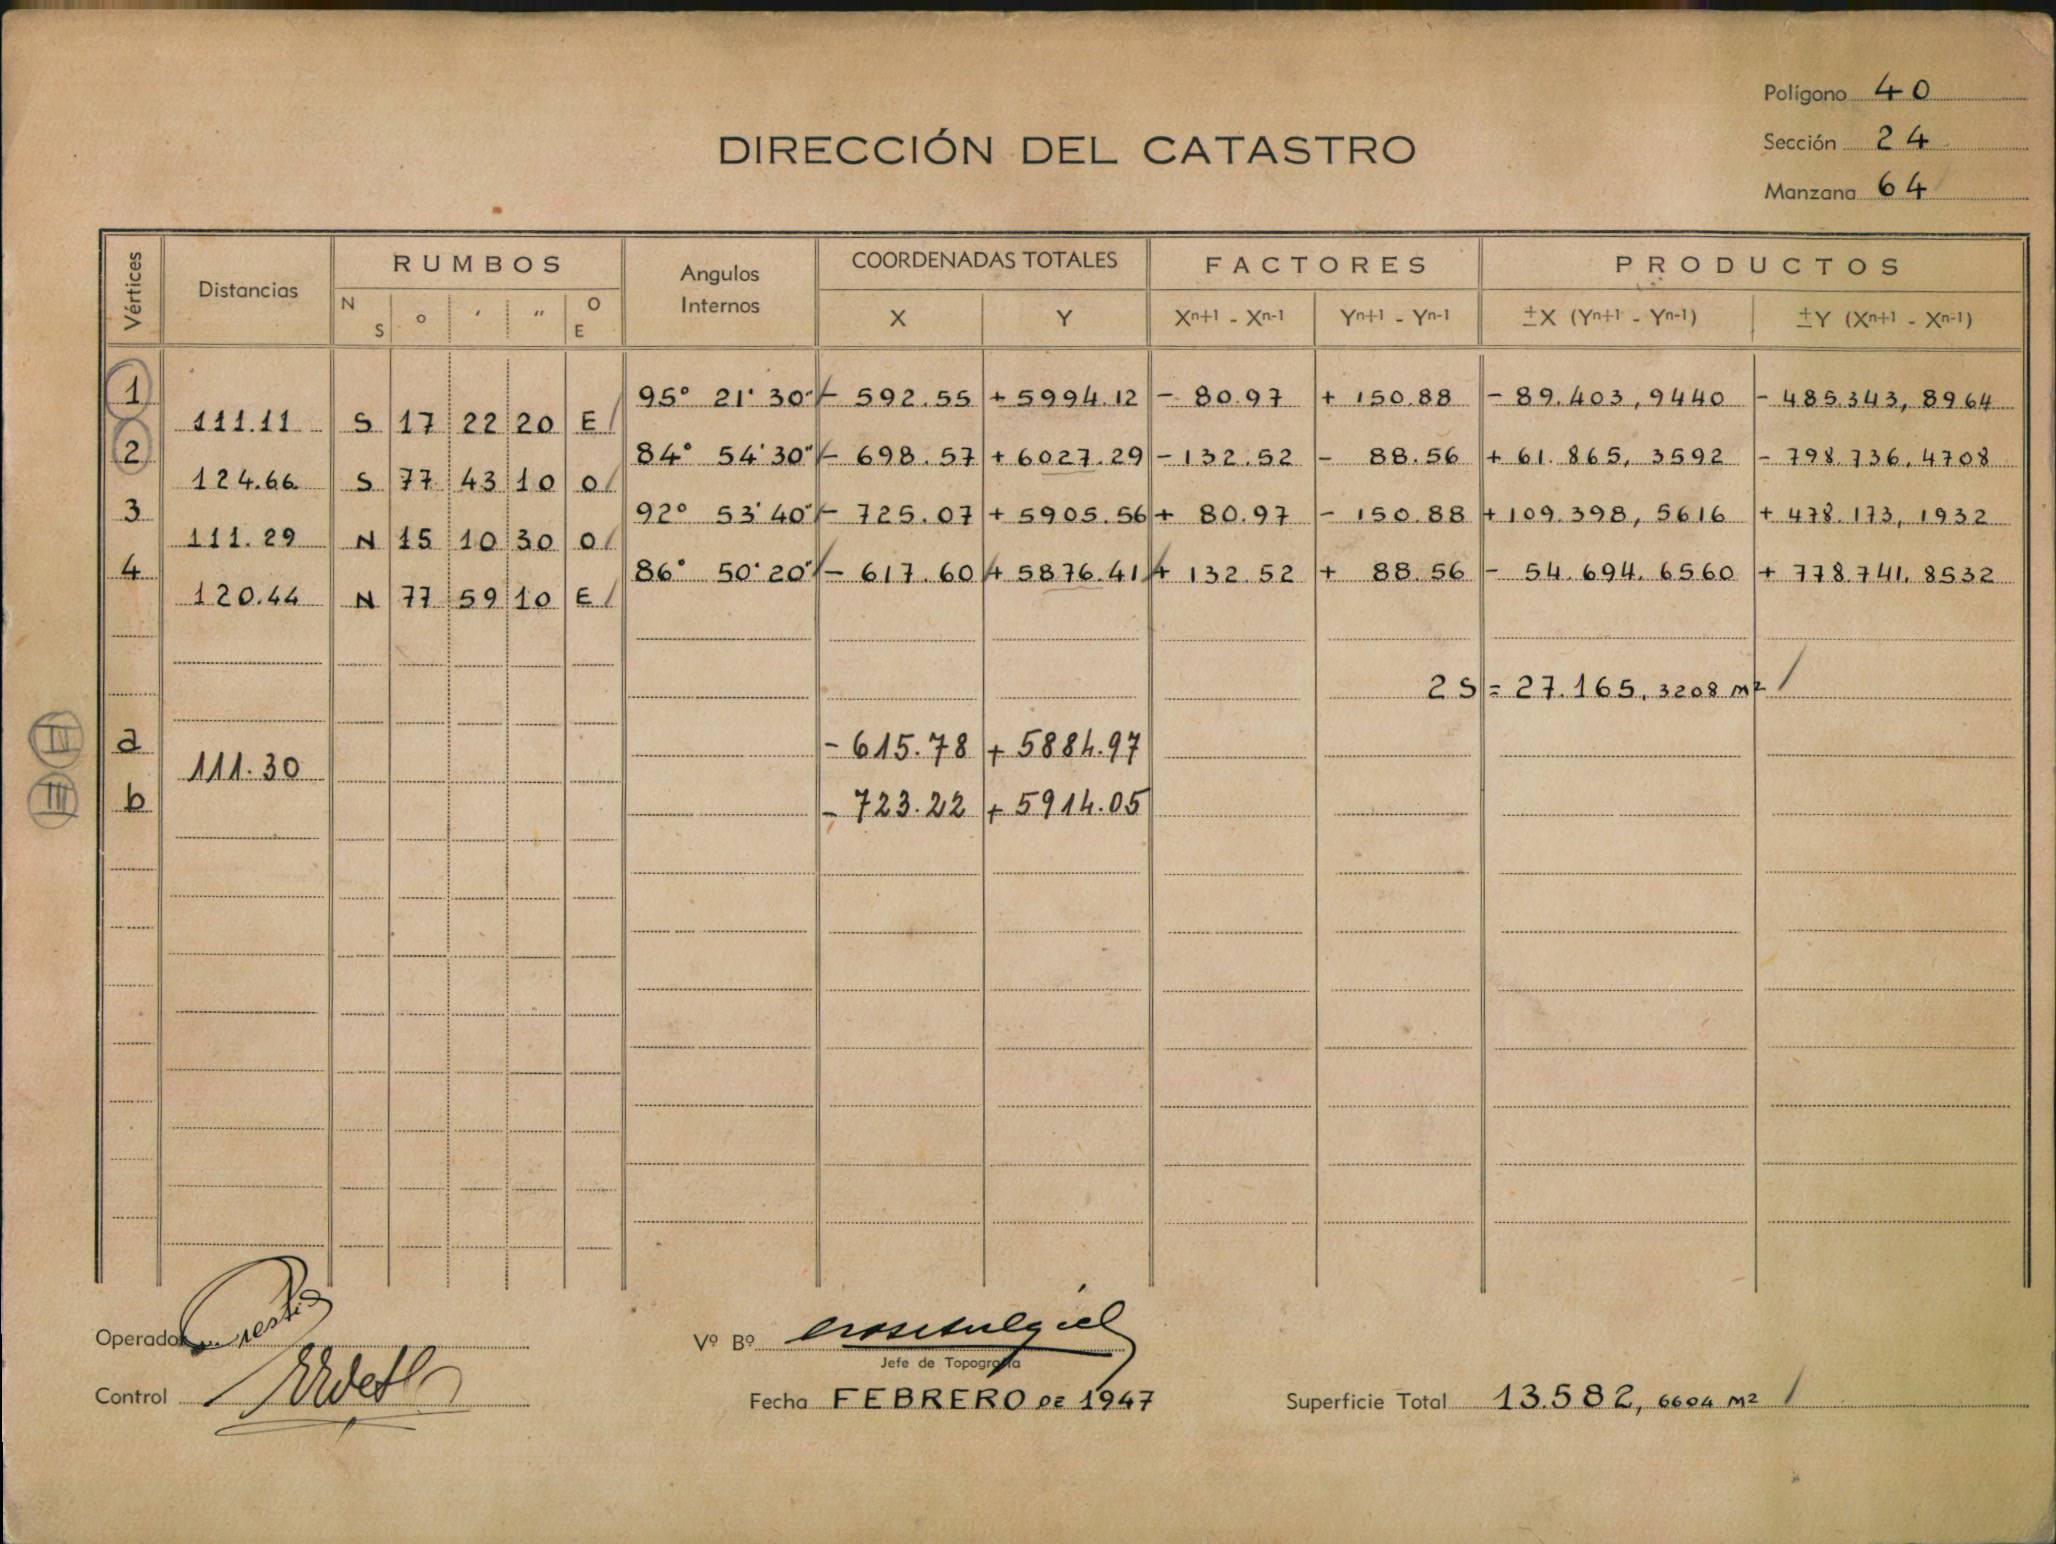 Polígono 40
DIRECCIÓN DEL CATASTRO
Sección 24
Manzana 64
Vértices Distancias RUMBOS Angulos Internos COORDENADAS TOTALES FACTORES PRODUCTOS
N S o ′ ″ O E X Y Xn+1 - Xn-1 Yn+1 - Yn-1 ±X (Yn+1 - Yn-1) ±Y (Xn+1 - Xn-1)
1 95° 21' 30" - 592.55 + 5994.12 - 80.97 + 150.88 - 89.403,9440 - 485.343,8964
111.11 S 17 22 20 E
2 84° 54' 30" - 698.57 + 6027.29 - 132.52 - 88.56 + 61.865,3592 - 798.736,4708
124.66 S 77 43 10 O
3 92° 53' 40" - 725.07 + 5905.56 + 80.97 - 150.88 + 109.398,5616 + 478.173,1932
111.29 N 15 10 30 O
4 86° 50' 20" - 617.60 + 5876.41 + 132.52 + 88.56 - 54.694.6560 + 778.741.8532
120.44 N 77 59 10 E
2 S = 27.165,3208 m²
II a - 615.78 + 5884.97
111.30
III b - 723.22 + 5914.05
Operador
Vº Bº
Jefe de Topografía
Control
Fecha FEBRERO DE 1947
Superficie Total 13.582,6604 m²